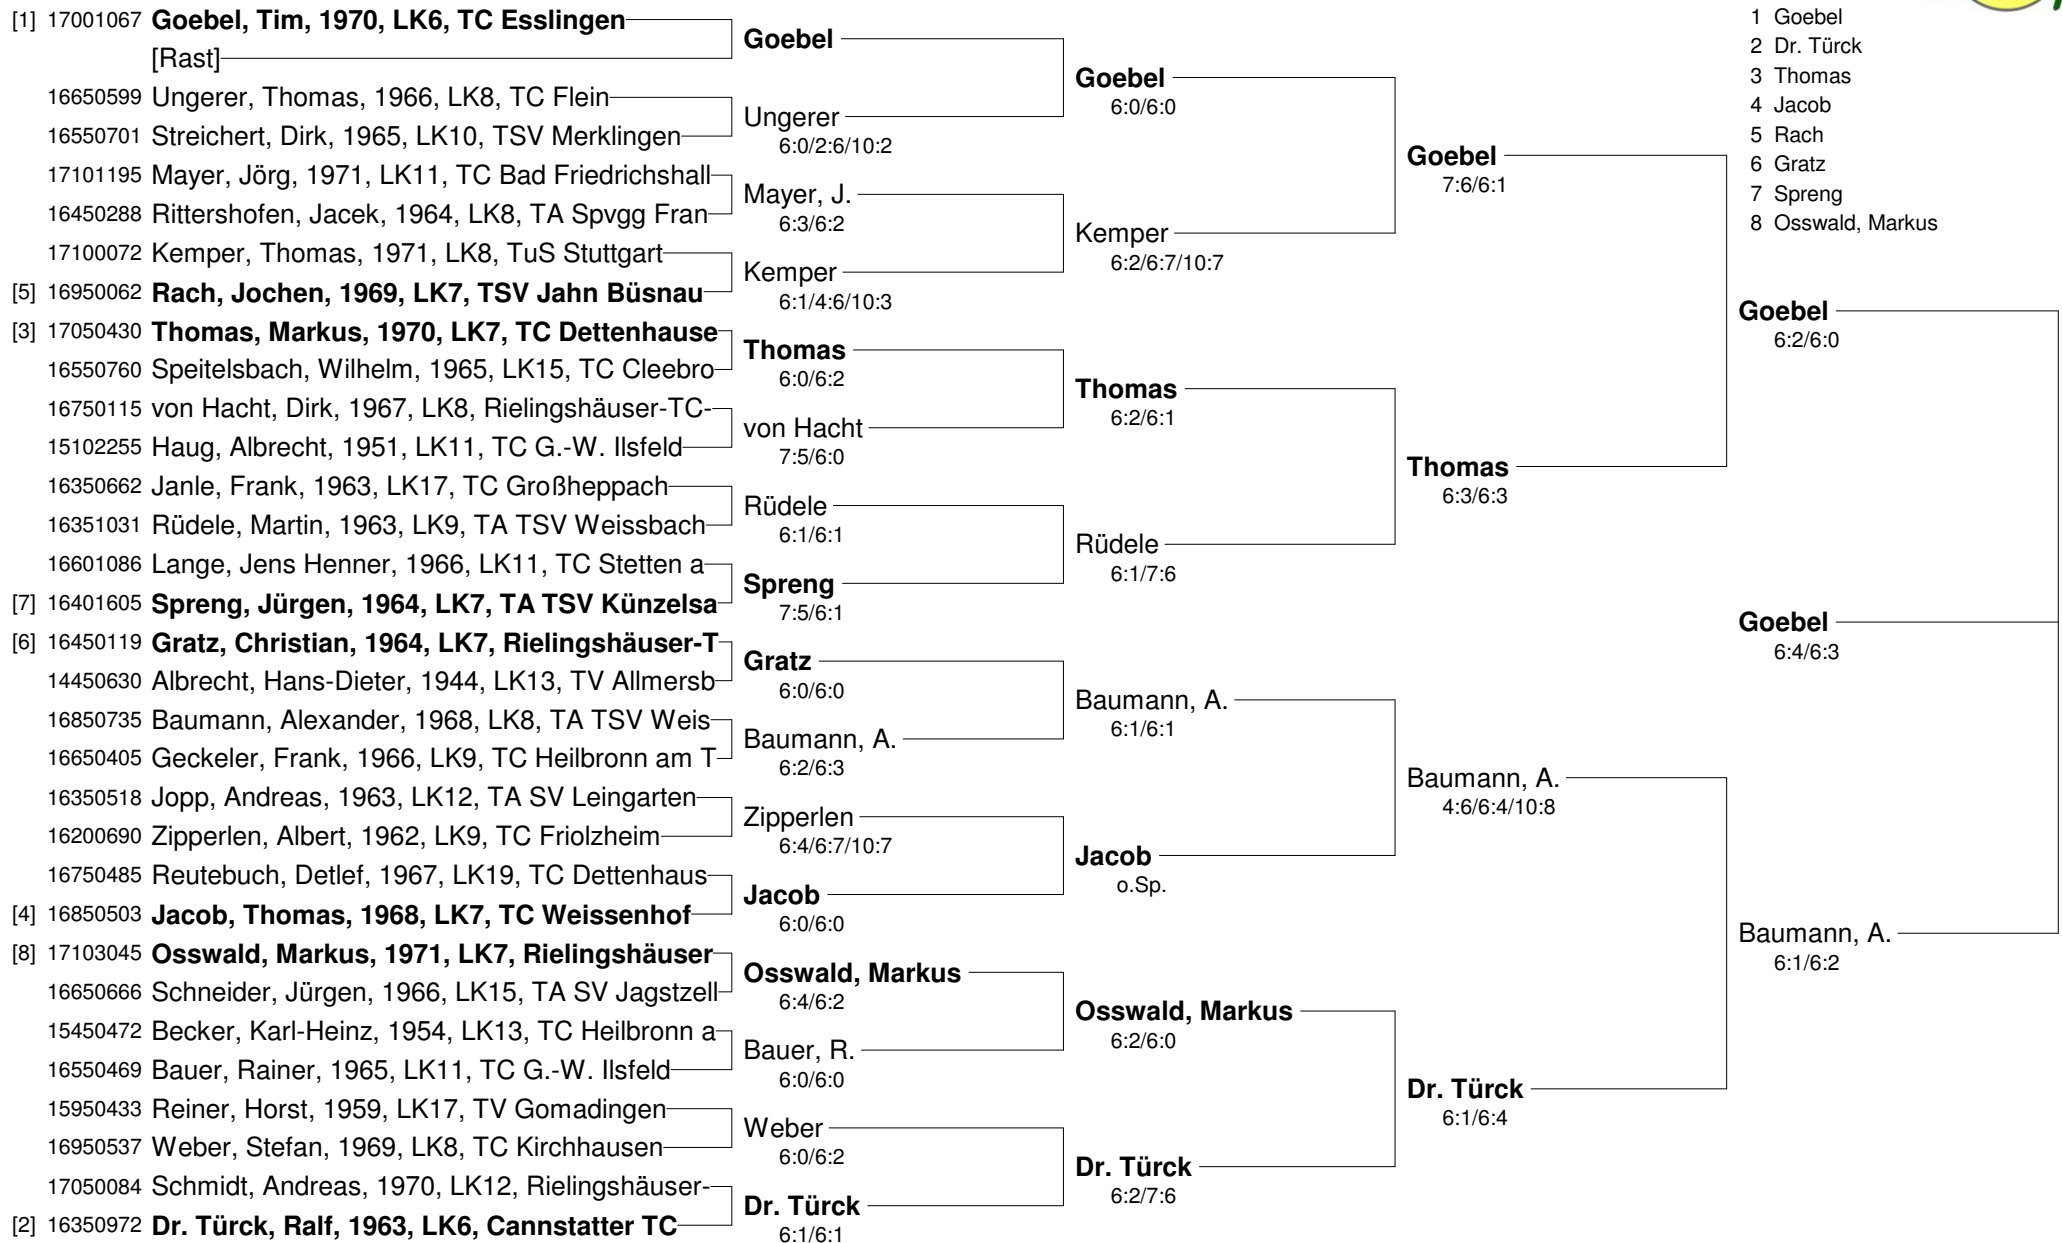 [1] 17001067 Goebel, Tim, 1970, LK6, TC Esslingen
[Rast]
16650599 Ungerer, Thomas, 1966, LK8, TC Flein
16550701 Streichert, Dirk, 1965, LK10, TSV Merklingen
17101195 Mayer, Jörg, 1971, LK11, TC Bad Friedrichshall
16450288 Rittershofen, Jacek, 1964, LK8, TA Spvgg Fran
17100072 Kemper, Thomas, 1971, LK8, TuS Stuttgart
[5] 16950062 Rach, Jochen, 1969, LK7, TSV Jahn Büsnau
[3] 17050430 Thomas, Markus, 1970, LK7, TC Dettenhause
16550760 Speitelsbach, Wilhelm, 1965, LK15, TC Cleebro
16750115 von Hacht, Dirk, 1967, LK8, Rielingshäuser-TC-
15102255 Haug, Albrecht, 1951, LK11, TC G.-W. Ilsfeld
16350662 Janle, Frank, 1963, LK17, TC Großheppach
16351031 Rüdele, Martin, 1963, LK9, TA TSV Weissbach
16601086 Lange, Jens Henner, 1966, LK11, TC Stetten a
[7] 16401605 Spreng, Jürgen, 1964, LK7, TA TSV Künzelsa
[6] 16450119 Gratz, Christian, 1964, LK7, Rielingshäuser-T
14450630 Albrecht, Hans-Dieter, 1944, LK13, TV Allmersb
16850735 Baumann, Alexander, 1968, LK8, TA TSV Weis
16650405 Geckeler, Frank, 1966, LK9, TC Heilbronn am T
16350518 Jopp, Andreas, 1963, LK12, TA SV Leingarten
16200690 Zipperlen, Albert, 1962, LK9, TC Friolzheim
16750485 Reutebuch, Detlef, 1967, LK19, TC Dettenhaus
[4] 16850503 Jacob, Thomas, 1968, LK7, TC Weissenhof
[8] 17103045 Osswald, Markus, 1971, LK7, Rielingshäuser
16650666 Schneider, Jürgen, 1966, LK15, TA SV Jagstzell
15450472 Becker, Karl-Heinz, 1954, LK13, TC Heilbronn a
16550469 Bauer, Rainer, 1965, LK11, TC G.-W. Ilsfeld
15950433 Reiner, Horst, 1959, LK17, TV Gomadingen
16950537 Weber, Stefan, 1969, LK8, TC Kirchhausen
17050084 Schmidt, Andreas, 1970, LK12, Rielingshäuser-
[2] 16350972 Dr. Türck, Ralf, 1963, LK6, Cannstatter TC
Goebel
Ungerer
6:0/2:6/10:2
Mayer, J.
6:3/6:2
Kemper
6:1/4:6/10:3
Thomas
6:0/6:2
von Hacht
7:5/6:0
Rüdele
6:1/6:1
Spreng
7:5/6:1
Gratz
6:0/6:0
Baumann, A.
6:2/6:3
Zipperlen
6:4/6:7/10:7
Jacob
6:0/6:0
Osswald, Markus
6:4/6:2
Bauer, R.
6:0/6:0
Weber
6:0/6:2
Dr. Türck
6:1/6:1
Goebel
6:0/6:0
Kemper
6:2/6:7/10:7
Thomas
6:2/6:1
Rüdele
6:1/7:6
Baumann, A.
6:1/6:1
Jacob
o.Sp.
Osswald, Markus
6:2/6:0
Dr. Türck
6:2/7:6
Goebel
7:6/6:1
Thomas
6:3/6:3
Baumann, A.
4:6/6:4/10:8
Dr. Türck
6:1/6:4
1 Goebel
2 Dr. Türck
3 Thomas
4 Jacob
5 Rach
6 Gratz
7 Spreng
8 Osswald, Markus
Goebel
6:2/6:0
Goebel
6:4/6:3
Baumann, A.
6:1/6:2